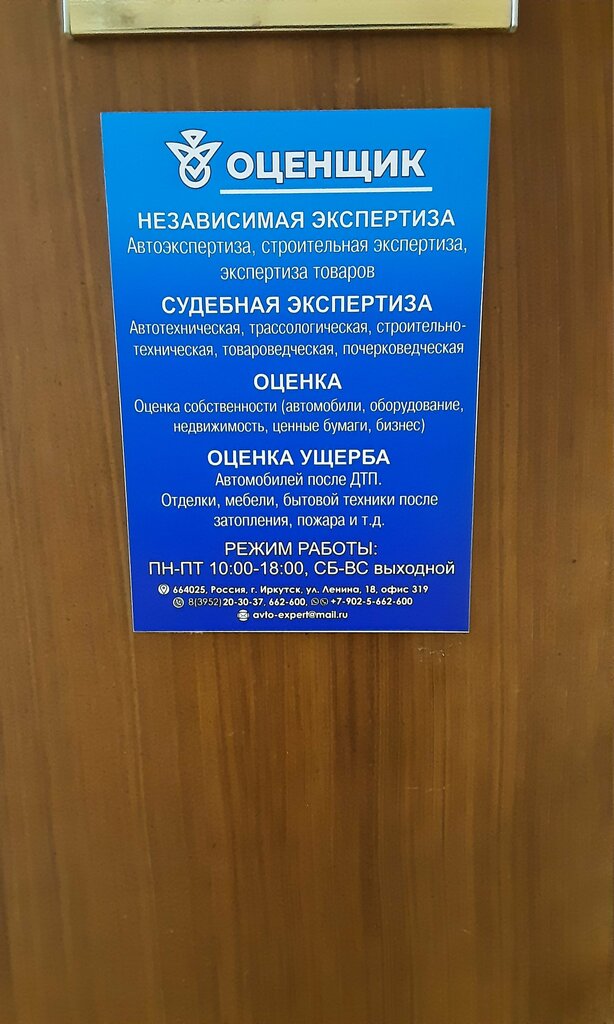 ОЦЕНЩИК
НЕЗАВИСИМАЯ ЭКСПЕРТИЗА
Автоэкспертиза, строительная экспертиза,
экспертиза товаров
СУДЕБНАЯ ЭКСПЕРТИЗА
Автотехническая, трассологическая, строительно-
техническая, товароведческая, почерковедческая
ОЦЕНКА
Оценка собственности (автомобили, оборудование,
недвижимость, ценные бумаги, бизнес)
ОЦЕНКА УЩЕРБА
Автомобилей после ДТП.
Отделки, мебели, бытовой техники после
затопления, пожара и т.д.
РЕЖИМ РАБОТЫ:
ПН-ПТ 10:00-18:00, СБ-ВС выходной
664025, Россия, г. Иркутск, ул. Ленина, 18, офис 319
8(3952)20-30-37, 662-600, +7-902-5-662-600
avto-expert@mail.ru